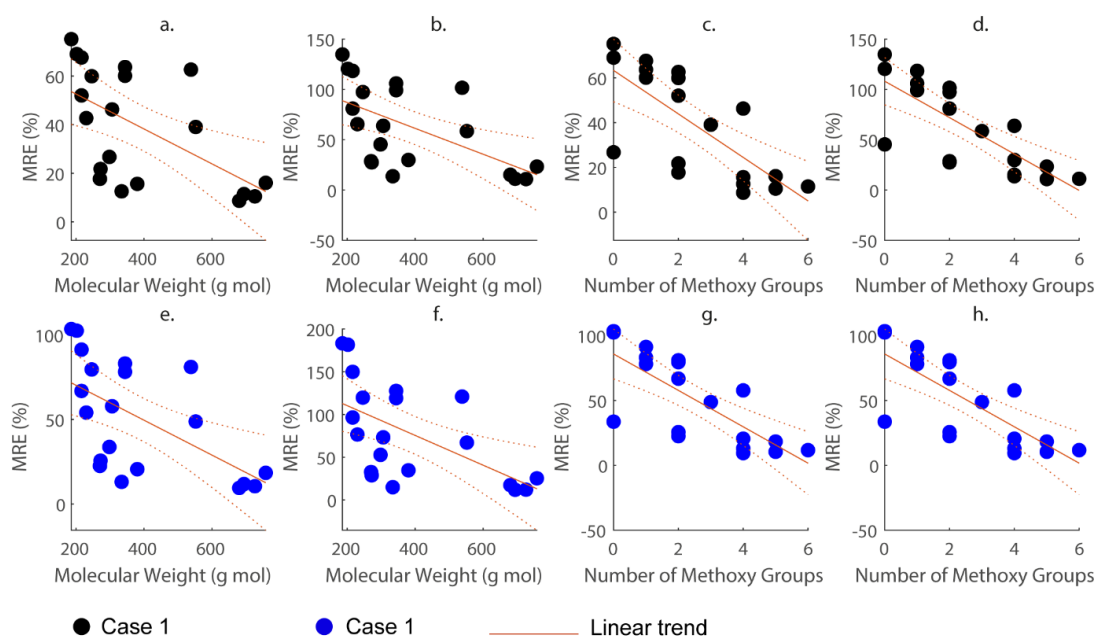 a. b. c. d.
60 40 20 0
MRE (%)
200 400 600
Molecular Weight (g mol)
150 100 50 0 -50
MRE (%)
200 400 600
Molecular Weight (g mol)
60 40 20 0
MRE (%)
0 2 4 6
Number of Methoxy Groups
150 100 50 0 -50
MRE (%)
0 2 4 6
Number of Methoxy Groups
e. f. g. h.
100 50 0
MRE (%)
200 400 600
Molecular Weight (g mol)
200 150 100 50 0
MRE (%)
200 400 600
Molecular Weight (g mol)
100 50 0 -50
MRE (%)
0 2 4 6
Number of Methoxy Groups
100 50 0 -50
MRE (%)
0 2 4 6
Number of Methoxy Groups
Case 1 Case 1 Linear trend